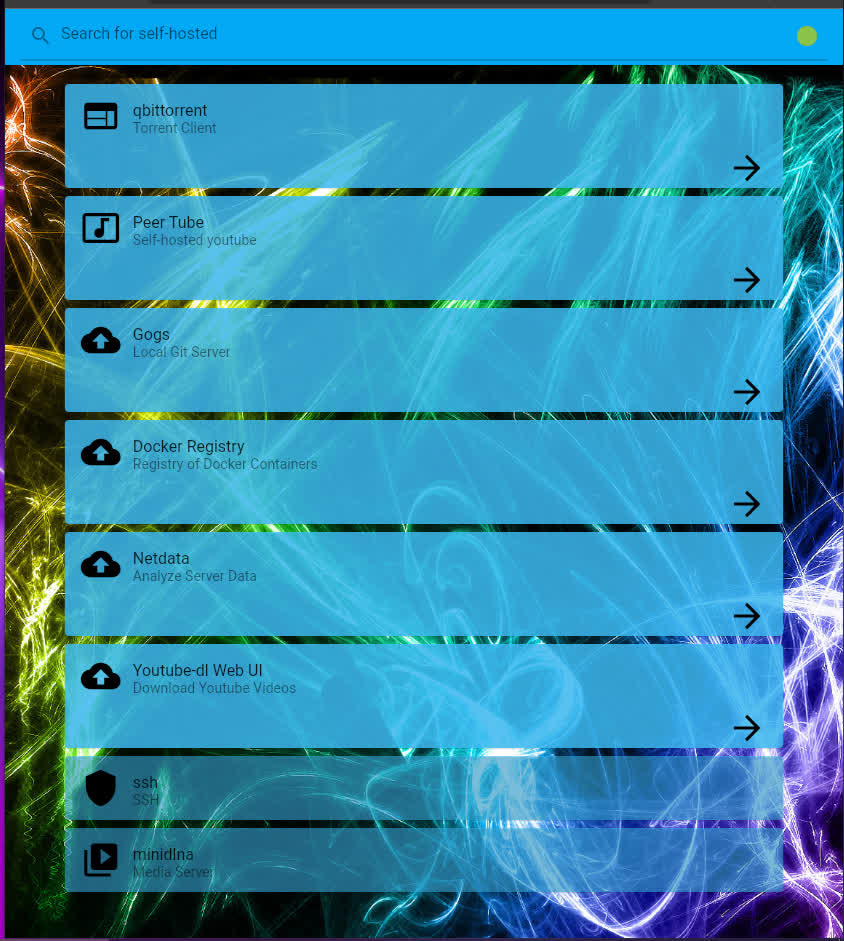 Search for self-hosted
qbittorrent
Torrent Client
Peer Tube
Self-hosted youtube
Gogs
Local Git Server
Docker Registry
Registry of Docker Containers
Netdata
Analyze Server Data
Youtube-dl Web UI
Download Youtube Videos
ssh
SSH
minidlna
Media Server